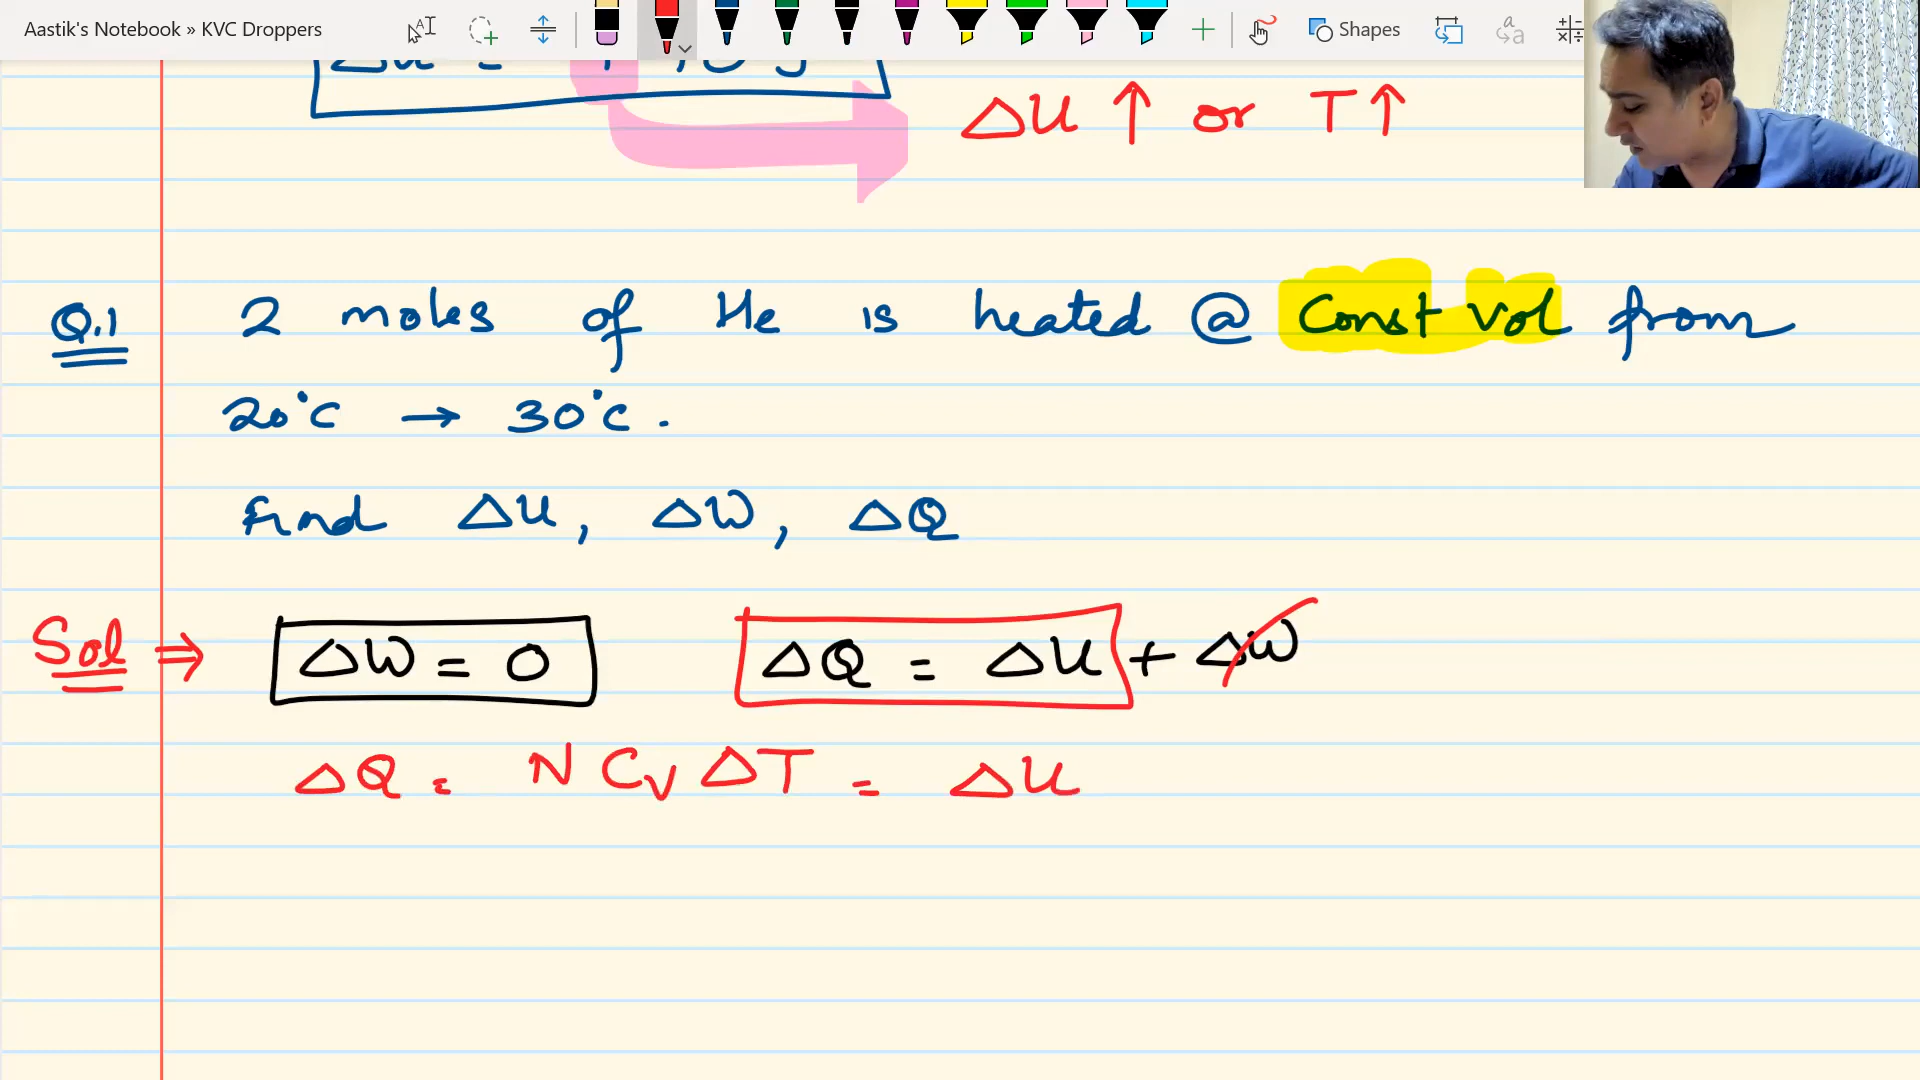 Aastik's Notebook » KVC Droppers
Shapes
ΔU ↑ or T ↑
Q.1 2 moles of He is heated @ Const Vol from
20°C → 30°C.
Find ΔU, ΔW, ΔQ
Sol ⇒ ΔW = 0 ΔQ = ΔU + ΔW
ΔQ = N Cv ΔT = ΔU